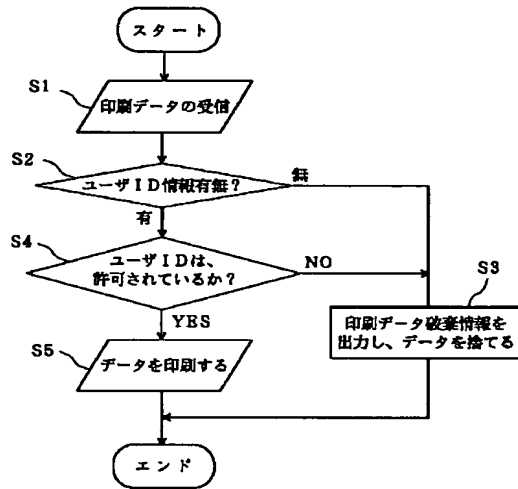 スタート
S1
印刷データの受信
S2
ユーザID情報有無？
無
有
S4
ユーザIDは、
許可されているか？
NO
S3
印刷データ破棄情報を
出力し、データを捨てる
YES
S5
データを印刷する
エンド